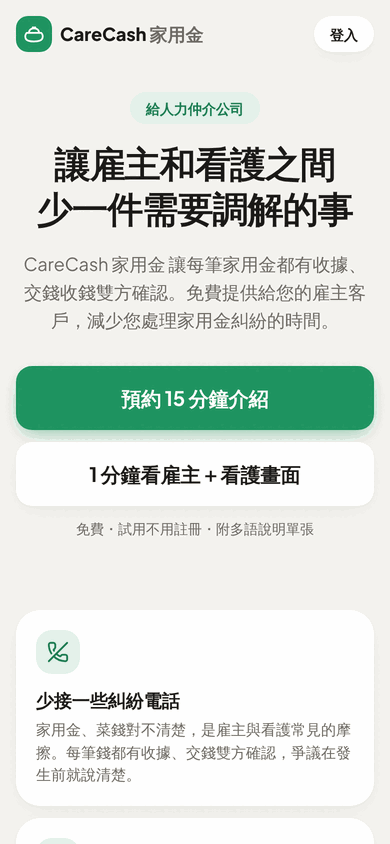 CareCash 家用金
登入
給人力仲介公司
讓雇主和看護之間
少一件需要調解的事
CareCash 家用金 讓每筆家用金都有收據、
交錢收錢雙方確認。免費提供給您的雇主客
戶，減少您處理家用金糾紛的時間。
預約 15 分鐘介紹
1 分鐘看雇主＋看護畫面
免費・試用不用註冊・附多語說明單張
少接一些糾紛電話
家用金、菜錢對不清楚，是雇主與看護常見的摩
擦。每筆錢都有收據、交錢雙方確認，爭議在發
生前就說清楚。